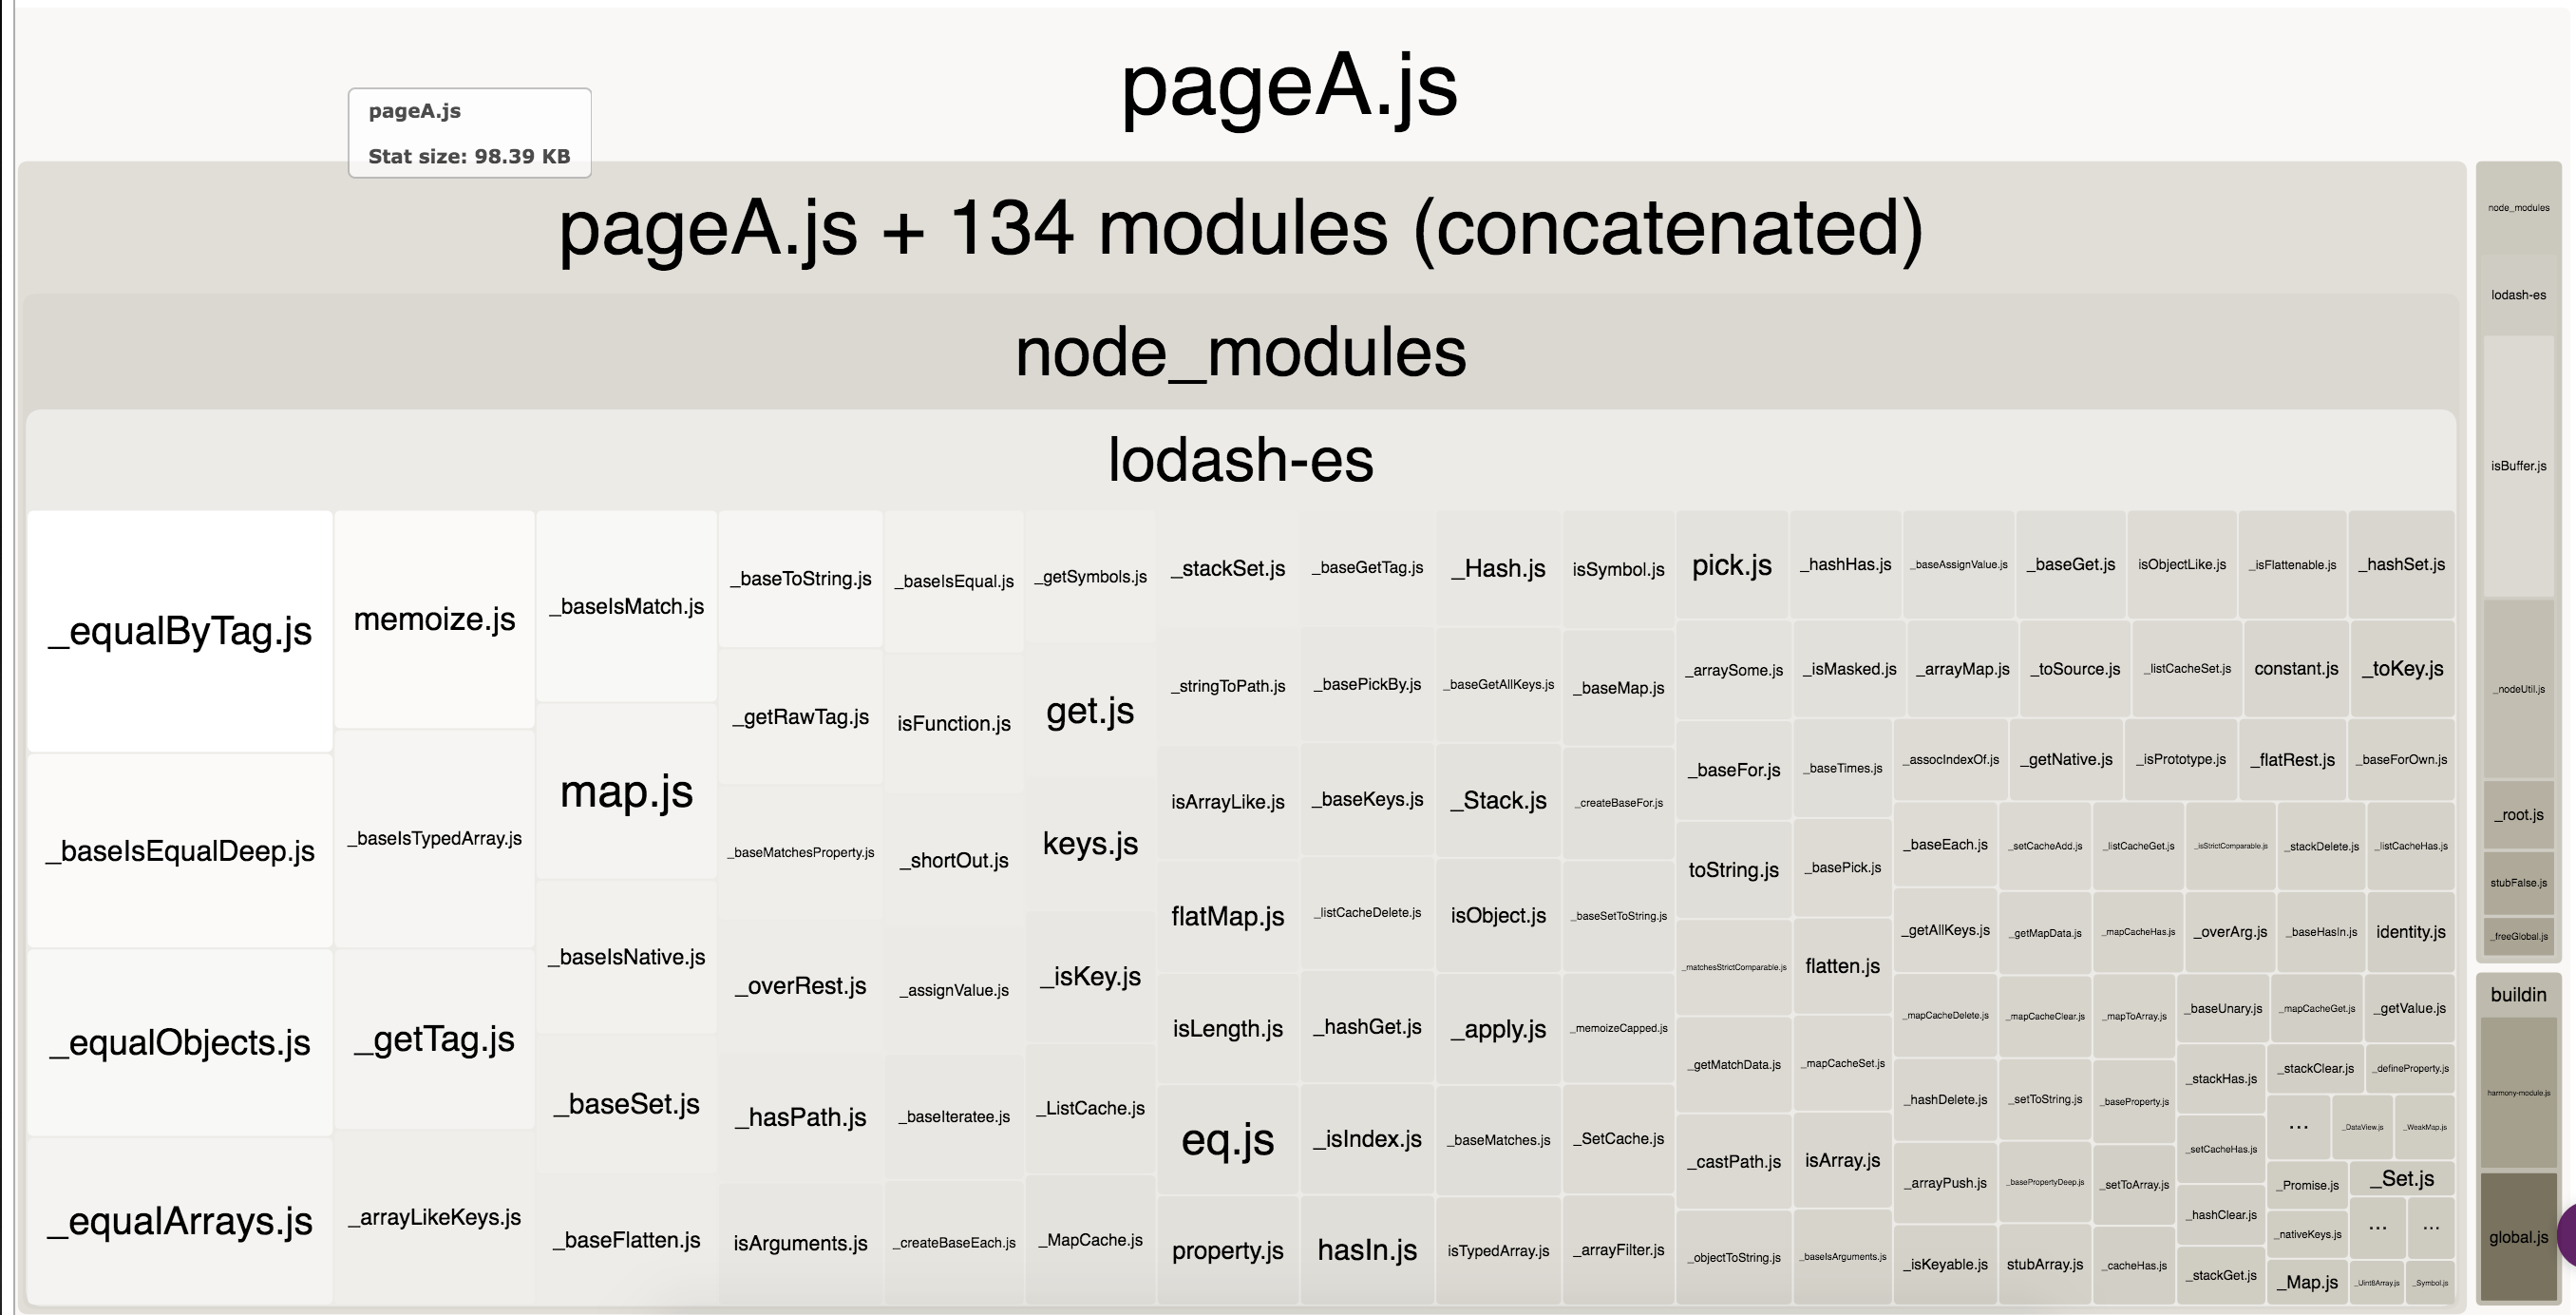 pageA.js
pageA.js
Stat size: 98.39 KB
pageA.js + 134 modules (concatenated)
node_modules
lodash-es
_equalByTag.js
_baseIsEqualDeep.js
_equalObjects.js
_equalArrays.js
memoize.js
_baseIsTypedArray.js
_getTag.js
_arrayLikeKeys.js
_baseIsMatch.js
map.js
_baseIsNative.js
_baseSet.js
_baseFlatten.js
_baseToString.js
_getRawTag.js
_baseMatchesProperty.js
_overRest.js
_hasPath.js
isArguments.js
_baseIsEqual.js
isFunction.js
_shortOut.js
_assignValue.js
_baseIteratee.js
_createBaseEach.js
_getSymbols.js
get.js
keys.js
_isKey.js
_ListCache.js
_MapCache.js
_stackSet.js
_stringToPath.js
isArrayLike.js
flatMap.js
isLength.js
eq.js
property.js
_baseGetTag.js
_basePickBy.js
_baseKeys.js
_listCacheDelete.js
_hashGet.js
_isIndex.js
hasIn.js
_Hash.js
_baseGetAllKeys.js
_Stack.js
isObject.js
_apply.js
_baseMatches.js
isTypedArray.js
isSymbol.js
_baseMap.js
_createBaseFor.js
_baseSetToString.js
_memoizeCapped.js
_SetCache.js
_arrayFilter.js
pick.js
_hashHas.js
_baseAssignValue.js
_baseGet.js
isObjectLike.js
_isFlattenable.js
_hashSet.js
_arraySome.js
_isMasked.js
_arrayMap.js
_toSource.js
_listCacheSet.js
constant.js
_toKey.js
_baseFor.js
toString.js
_matchesStrictComparable.js
_getMatchData.js
_castPath.js
_objectToString.js
_baseTimes.js
_basePick.js
flatten.js
_mapCacheSet.js
isArray.js
_baseIsArguments.js
_assocIndexOf.js
_getNative.js
_isPrototype.js
_flatRest.js
_baseForOwn.js
_baseEach.js
_getAllKeys.js
_mapCacheDelete.js
_hashDelete.js
_arrayPush.js
_isKeyable.js
_setCacheAdd.js
_listCacheGet.js
_isStrictComparable.js
_stackDelete.js
_listCacheHas.js
_getMapData.js
_mapCacheHas.js
_overArg.js
_baseHasIn.js
identity.js
_mapCacheClear.js
_setToString.js
_basePropertyDeep.js
stubArray.js
_mapToArray.js
_baseProperty.js
_setToArray.js
_cacheHas.js
_baseUnary.js
_mapCacheGet.js
_getValue.js
_stackHas.js
_setCacheHas.js
_hashClear.js
_stackGet.js
_stackClear.js
_defineProperty.js
...
_DataView.js
_WeakMap.js
_Promise.js
_Set.js
_nativeKeys.js
...
...
_Map.js
_Uint8Array.js
_Symbol.js
node_modules
lodash-es
isBuffer.js
_nodeUtil.js
_root.js
stubFalse.js
_freeGlobal.js
buildin
harmony-module.js
global.js